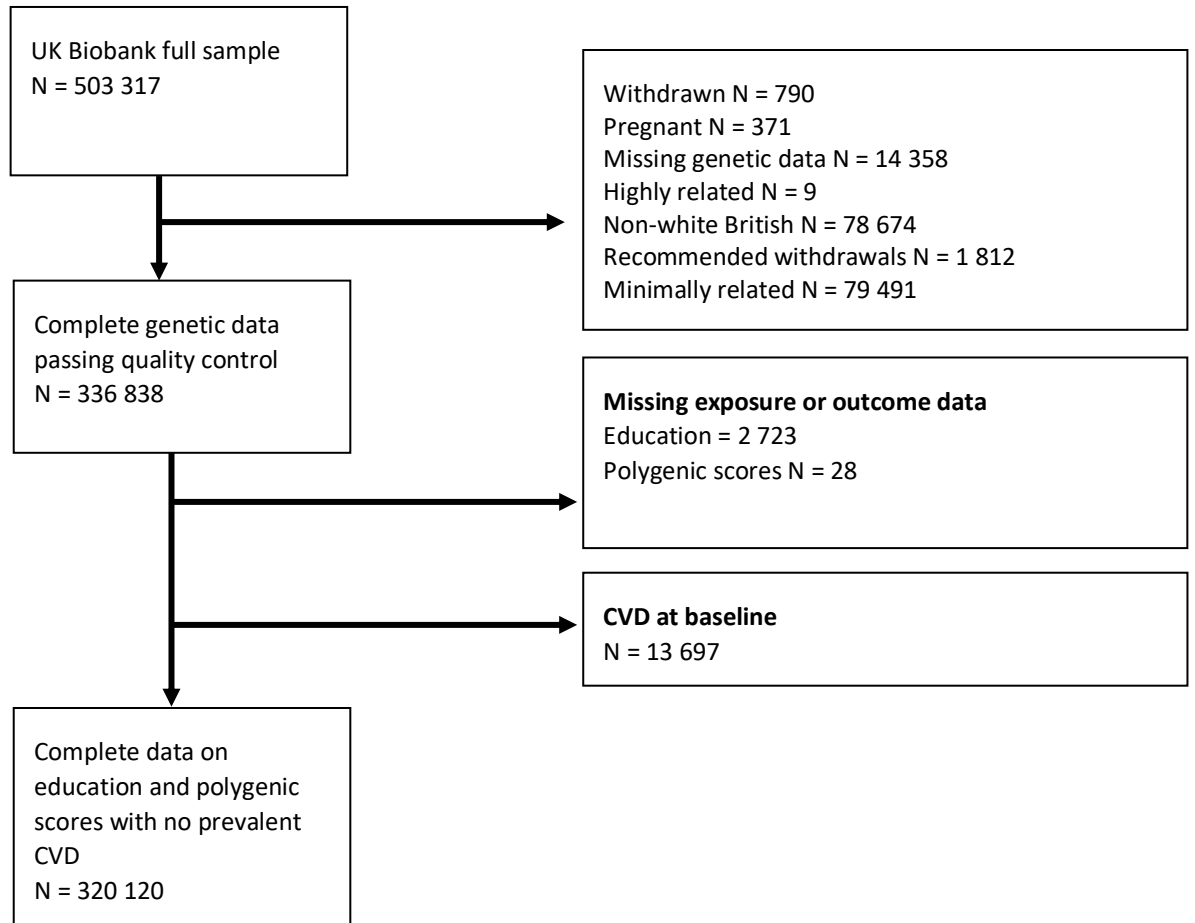 UK Biobank full sample
N = 503 317
Withdrawn N = 790
Pregnant N = 371
Missing genetic data N = 14 358
Highly related N = 9
Non-white British N = 78 674
Recommended withdrawals N = 1 812
Minimally related N = 79 491
Complete genetic data
passing quality control
N = 336 838
Missing exposure or outcome data
Education = 2 723
Polygenic scores N = 28
CVD at baseline
N = 13 697
Complete data on
education and polygenic
scores with no prevalent
CVD
N = 320 120